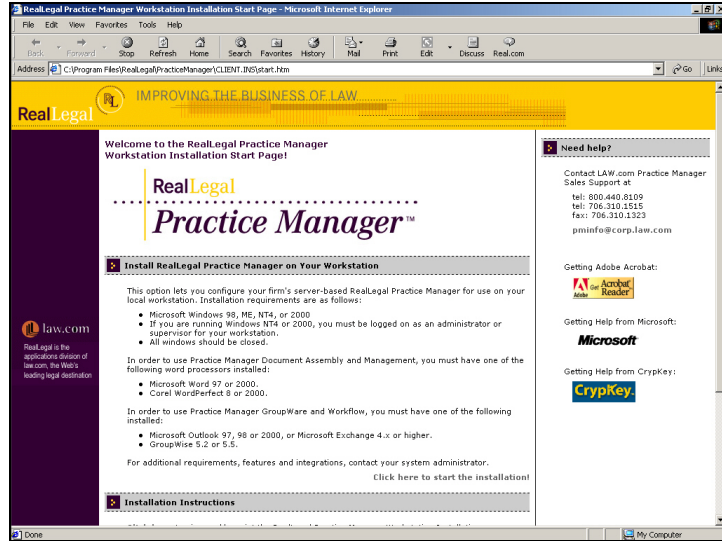 RealLegal Practice Manager Workstation Installation Start Page - Microsoft Internet Explorer
File Edit View Favorites Tools Help
Back Forward Stop Refresh Home Search Favorites History Mail Print Edit Discuss Real.com
Address C:\Program Files\RealLegal\PracticeManager\CLIENT.INS\start.htm Go Links
RealLegal
RL
IMPROVING THE BUSINESS OF LAW
Welcome to the RealLegal Practice Manager
Workstation Installation Start Page!
RealLegal
Practice Manager™
Install RealLegal Practice Manager on Your Workstation
This option lets you configure your firm's server-based RealLegal Practice Manager for use on your
local workstation. Installation requirements are as follows:
• Microsoft Windows 98, ME, NT4, or 2000
• If you are running Windows NT4 or 2000, you must be logged on as an administrator or
supervisor for your workstation.
• All windows should be closed.
In order to use Practice Manager Document Assembly and Management, you must have one of the
following word processors installed:
• Microsoft Word 97 or 2000.
• Corel WordPerfect 8 or 2000.
In order to use Practice Manager GroupWare and Workflow, you must have one of the following
installed:
• Microsoft Outlook 97, 98 or 2000, or Microsoft Exchange 4.x or higher.
• GroupWise 5.2 or 5.5.
For additional requirements, features and integrations, contact your system administrator.
Click here to start the installation!
Installation Instructions
law.com
RealLegal is the
applications division of
law.com, the Web's
leading legal destination
Need help?
Contact LAW.com Practice Manager
Sales Support at
tel: 800.440.8109
tel: 706.310.1515
fax: 706.310.1323
pminfo@corp.law.com
Getting Adobe Acrobat:
Adobe Get Acrobat Reader
Getting Help from Microsoft:
Microsoft
Getting Help from CrypKey:
CrypKey.
Done My Computer